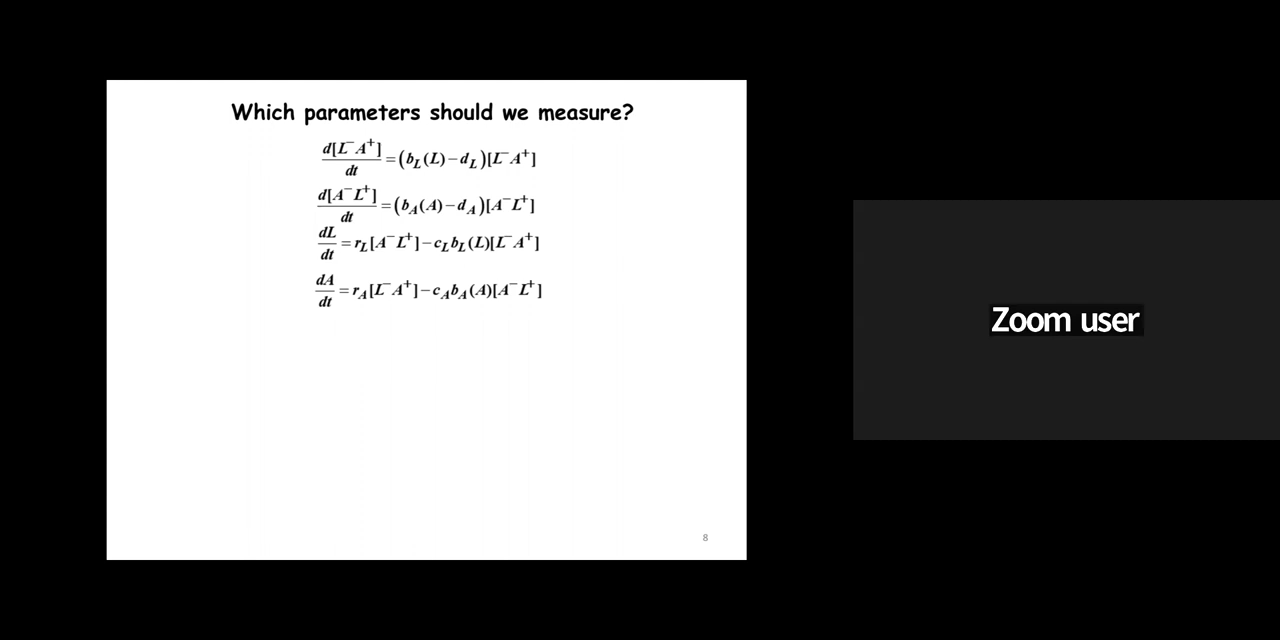 Which parameters should we measure?
d[L⁻A⁺]/dt = (b_L(L) − d_L)[L⁻A⁺]
d[A⁻L⁺]/dt = (b_A(A) − d_A)[A⁻L⁺]
dL/dt = r_L[A⁻L⁺] − c_L b_L(L)[L⁻A⁺]
dA/dt = r_A[L⁻A⁺] − c_A b_A(A)[A⁻L⁺]
8
Zoom user